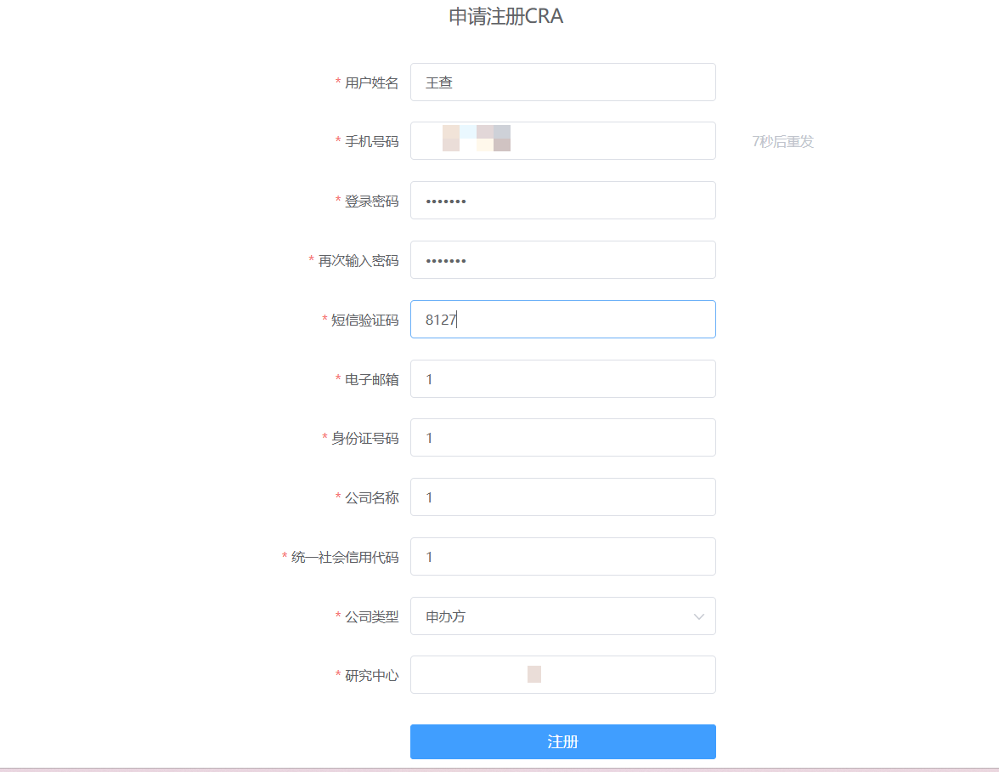 申请注册CRA
* 用户姓名 王查
* 手机号码 7秒后重发
* 登录密码 •••••••
* 再次输入密码 •••••••
* 短信验证码 8127
* 电子邮箱 1
* 身份证号码 1
* 公司名称 1
* 统一社会信用代码 1
* 公司类型 申办方
* 研究中心
注册